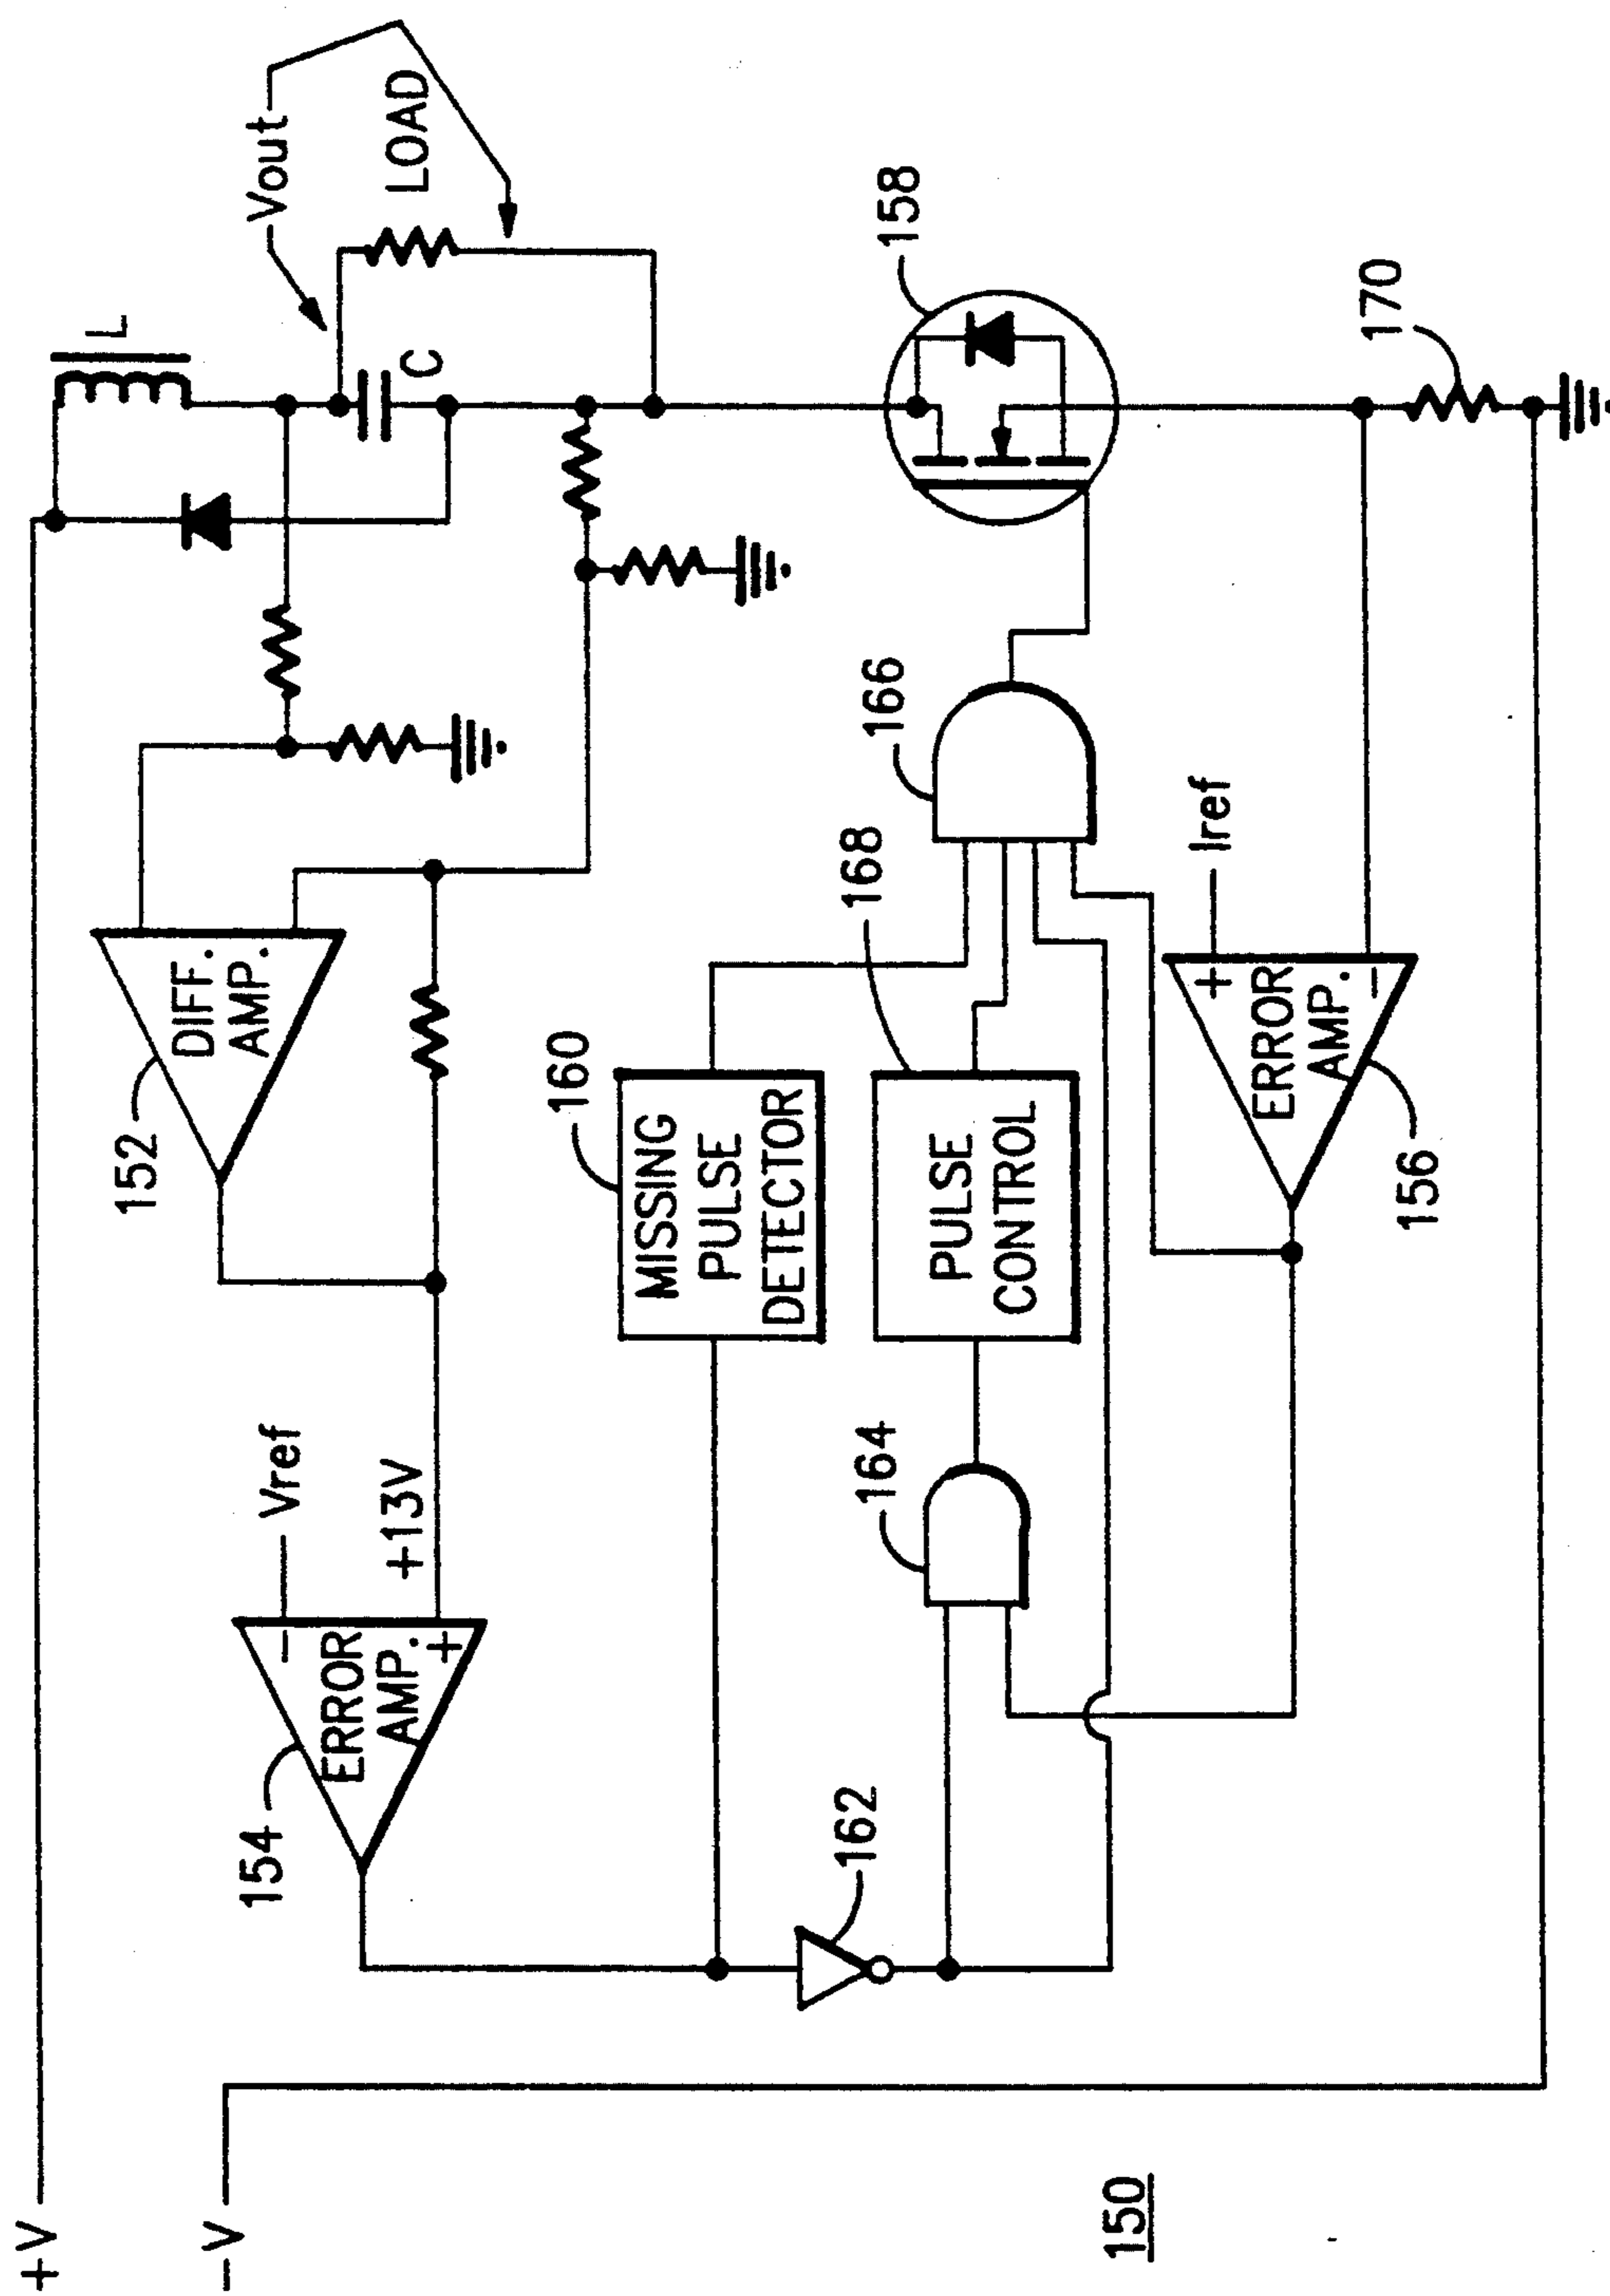 +V
-V
150
154
ERROR
AMP.
-
+
Vref
+13V
152
DIFF.
AMP.
L
C
Vout
LOAD
162
160
MISSING
PULSE
DETECTOR
164
168
PULSE
CONTROL
166
158
156
ERROR
AMP.
+
-
Iref
170